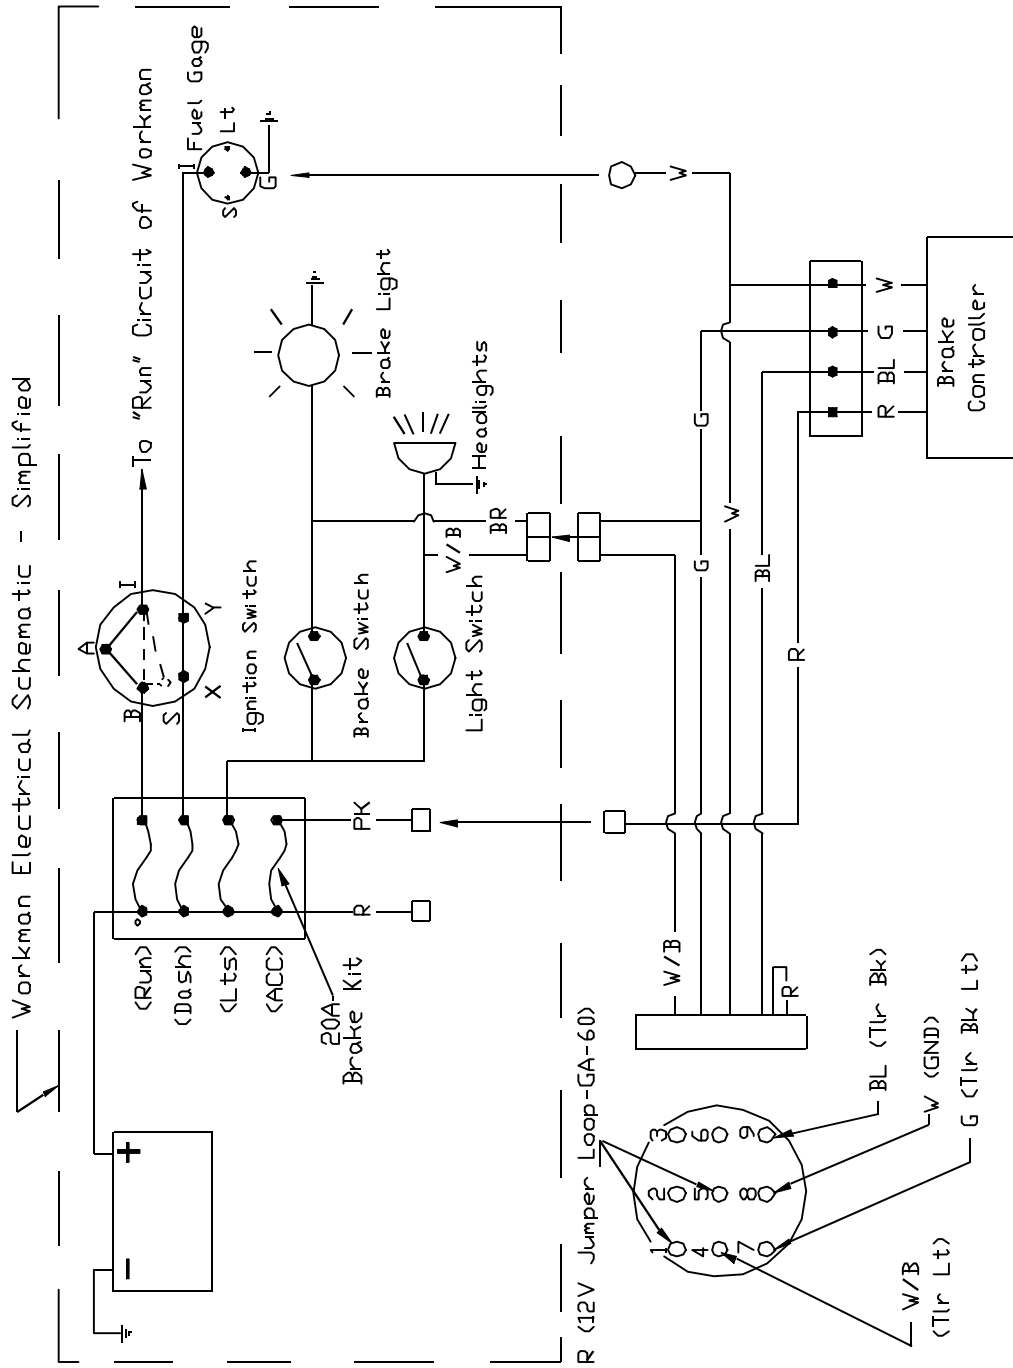 Workman Electrical Schematic - Simplified
To "Run" Circuit of Workman
I
Fuel Gage
Lt
S
G
A
B
I
S
X
Y
Ignition Switch
Brake Light
Brake Switch
Headlights
Light Switch
W/B
BR
(Run)
(Dash)
(Lts)
(ACC)
20A
Brake Kit
R
PK
+
-
R (12V Jumper Loop-GA-60)
W/B
G
G
W
W
BL
R
R
R
BL
G
W
Brake
Controller
1
2
3
4
5
6
7
8
9
BL (Tlr Bk)
W (GND)
G (Tlr Bk Lt)
W/B
(Tlr Lt)